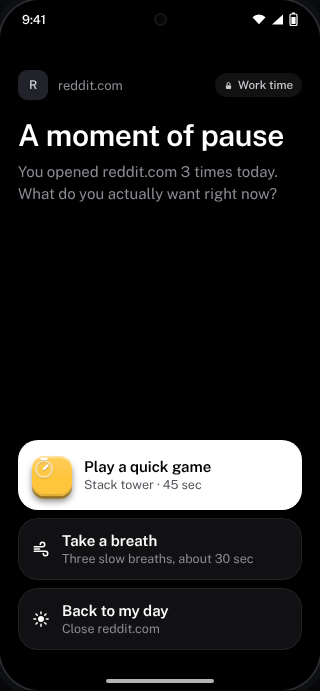 9:41
R
reddit.com
Work time
A moment of pause
You opened reddit.com 3 times today.
What do you actually want right now?
Play a quick game
Stack tower · 45 sec
Take a breath
Three slow breaths, about 30 sec
Back to my day
Close reddit.com